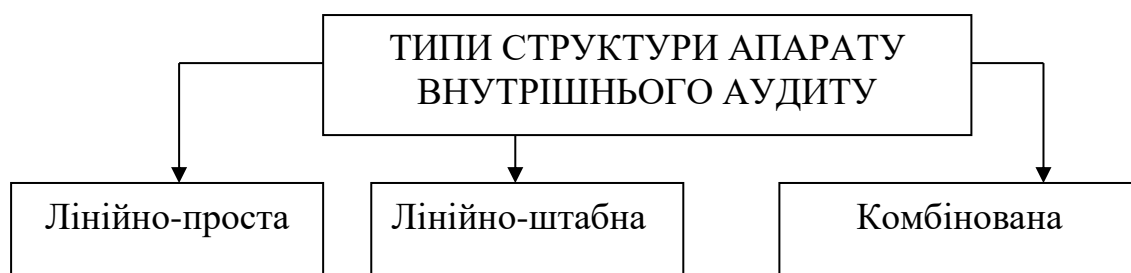 ТИПИ СТРУКТУРИ АПАРАТУ
ВНУТРІШНЬОГО АУДИТУ
Лінійно-проста
Лінійно-штабна
Комбінована